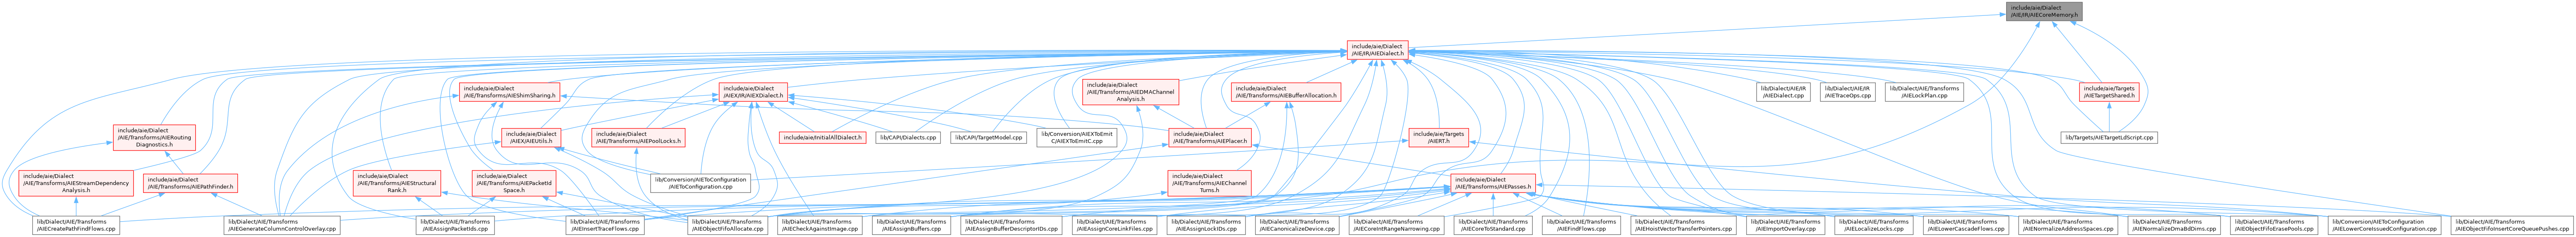 include/aie/Dialect
/AIE/IR/AIECoreMemory.h
include/aie/Dialect
/AIE/IR/AIEDialect.h
include/aie/Dialect
/AIE/Transforms/AIEShimSharing.h
include/aie/Dialect
/AIEX/IR/AIEXDialect.h
include/aie/Dialect
/AIE/Transforms/AIEDMAChannel
Analysis.h
include/aie/Dialect
/AIE/Transforms/AIEBufferAllocation.h
lib/Dialect/AIE/IR
/AIEDialect.cpp
lib/Dialect/AIE/IR
/AIETraceOps.cpp
lib/Dialect/AIE/Transforms
/AIELockPlan.cpp
include/aie/Targets
/AIETargetShared.h
include/aie/Dialect
/AIE/Transforms/AIERouting
Diagnostics.h
include/aie/Dialect
/AIEX/AIEUtils.h
include/aie/Dialect
/AIE/Transforms/AIEPoolLocks.h
include/aie/InitialAllDialect.h
lib/CAPI/Dialects.cpp
lib/CAPI/TargetModel.cpp
lib/Conversion/AIEXToEmit
C/AIEXToEmitC.cpp
include/aie/Dialect
/AIE/Transforms/AIEPlacer.h
include/aie/Targets
/AIERT.h
lib/Targets/AIETargetLdScript.cpp
include/aie/Dialect
/AIE/Transforms/AIEStreamDependency
Analysis.h
include/aie/Dialect
/AIE/Transforms/AIEPathFinder.h
include/aie/Dialect
/AIE/Transforms/AIEStructural
Rank.h
include/aie/Dialect
/AIE/Transforms/AIEPacketId
Space.h
lib/Conversion/AIEToConfiguration
/AIEToConfiguration.cpp
include/aie/Dialect
/AIE/Transforms/AIEChannel
Turns.h
include/aie/Dialect
/AIE/Transforms/AIEPasses.h
lib/Dialect/AIE/Transforms
/AIECreatePathFindFlows.cpp
lib/Dialect/AIE/Transforms
/AIEGenerateColumnControlOverlay.cpp
lib/Dialect/AIE/Transforms
/AIEAssignPacketIds.cpp
lib/Dialect/AIE/Transforms
/AIEInsertTraceFlows.cpp
lib/Dialect/AIE/Transforms
/AIEObjectFifoAllocate.cpp
lib/Dialect/AIE/Transforms
/AIECheckAgainstImage.cpp
lib/Dialect/AIE/Transforms
/AIEAssignBuffers.cpp
lib/Dialect/AIE/Transforms
/AIEAssignBufferDescriptorIDs.cpp
lib/Dialect/AIE/Transforms
/AIEAssignCoreLinkFiles.cpp
lib/Dialect/AIE/Transforms
/AIEAssignLockIDs.cpp
lib/Dialect/AIE/Transforms
/AIECanonicalizeDevice.cpp
lib/Dialect/AIE/Transforms
/AIECoreIntRangeNarrowing.cpp
lib/Dialect/AIE/Transforms
/AIECoreToStandard.cpp
lib/Dialect/AIE/Transforms
/AIEFindFlows.cpp
lib/Dialect/AIE/Transforms
/AIEHoistVectorTransferPointers.cpp
lib/Dialect/AIE/Transforms
/AIEImportOverlay.cpp
lib/Dialect/AIE/Transforms
/AIELocalizeLocks.cpp
lib/Dialect/AIE/Transforms
/AIELowerCascadeFlows.cpp
lib/Dialect/AIE/Transforms
/AIENormalizeAddressSpaces.cpp
lib/Dialect/AIE/Transforms
/AIENormalizeDmaBdDims.cpp
lib/Dialect/AIE/Transforms
/AIEObjectFifoErasePools.cpp
lib/Conversion/AIEToConfiguration
/AIELowerCoreIssuedConfiguration.cpp
lib/Dialect/AIE/Transforms
/AIEObjectFifoInsertCoreQueuePushes.cpp